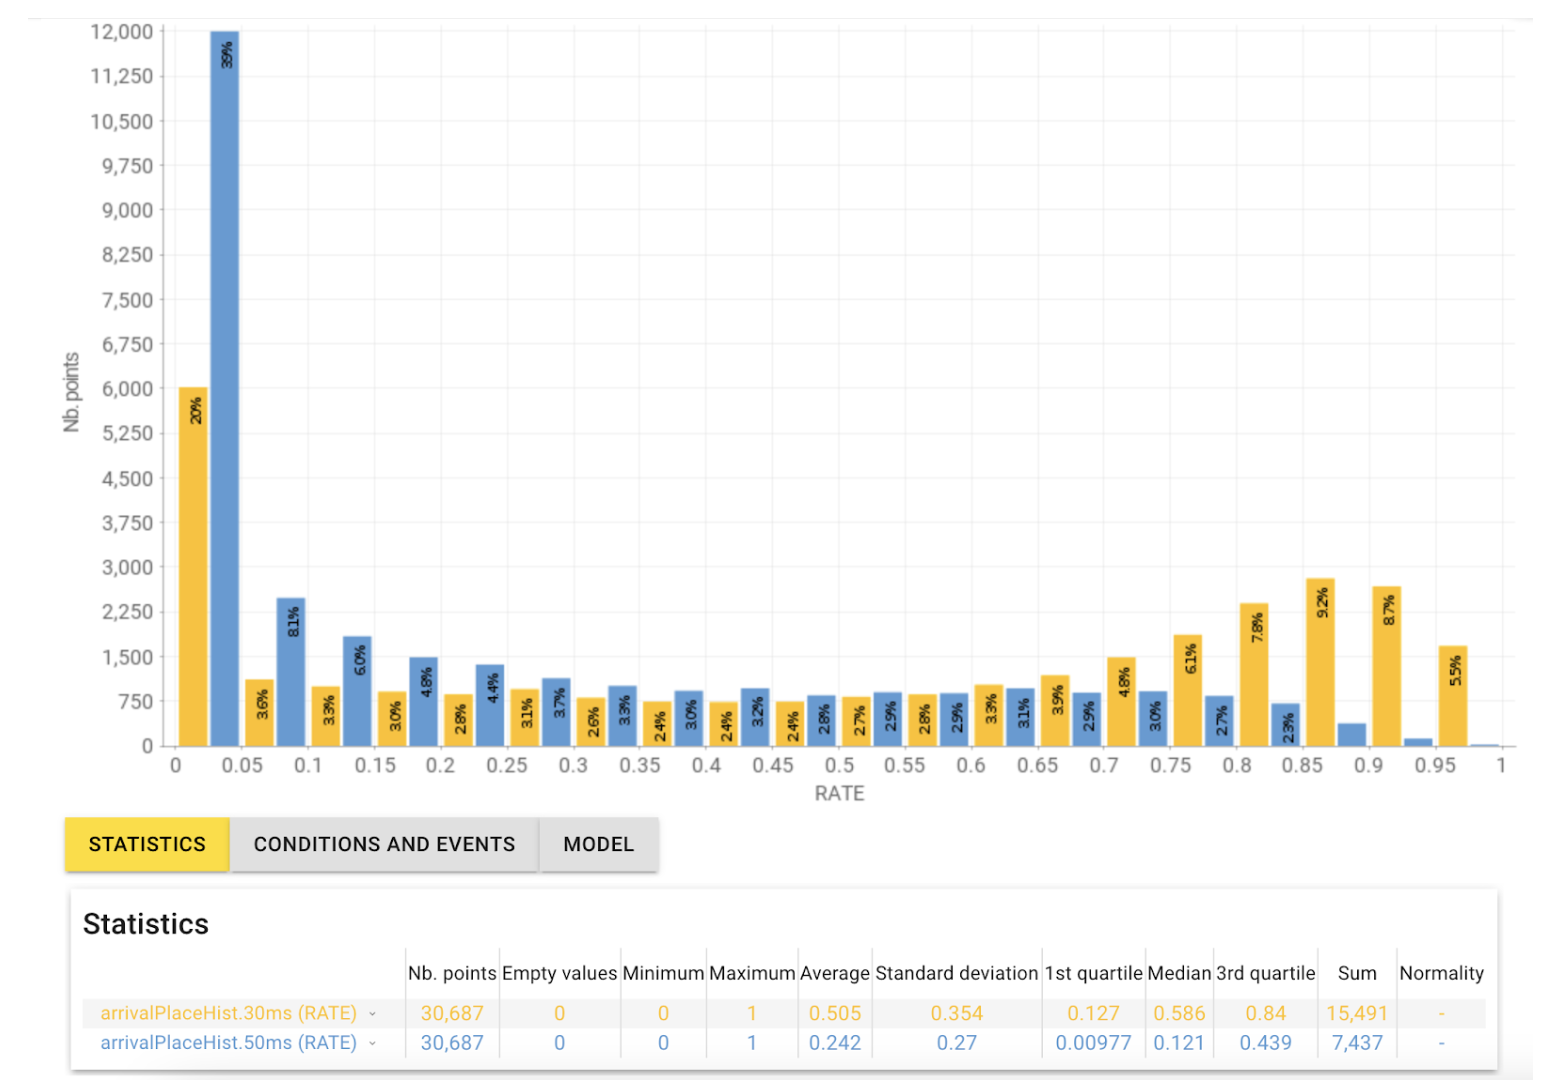 12,000
11,250
10,500
9,750
9,000
8,250
7,500
6,750
6,000
5,250
4,500
3,750
3,000
2,250
1,500
750
0
Nb. points
20% 39% 3.6% 8.1% 3.3% 6.0% 3.0% 4.8% 2.8% 4.4% 3.1% 3.7% 2.6% 3.3% 2.4% 3.0% 2.4% 3.2% 2.4% 2.8% 2.7% 2.9% 2.8% 2.9% 3.3% 3.1% 3.9% 2.9% 4.8% 3.0% 6.1% 2.7% 7.8% 2.3% 9.2% 8.7% 5.5%
0 0.05 0.1 0.15 0.2 0.25 0.3 0.35 0.4 0.45 0.5 0.55 0.6 0.65 0.7 0.75 0.8 0.85 0.9 0.95 1
RATE
STATISTICS CONDITIONS AND EVENTS MODEL
Statistics
Nb. points Empty values Minimum Maximum Average Standard deviation 1st quartile Median 3rd quartile Sum Normality
arrivalPlaceHist.30ms (RATE) 30,687 0 0 1 0.505 0.354 0.127 0.586 0.84 15,491 -
arrivalPlaceHist.50ms (RATE) 30,687 0 0 1 0.242 0.27 0.00977 0.121 0.439 7,437 -